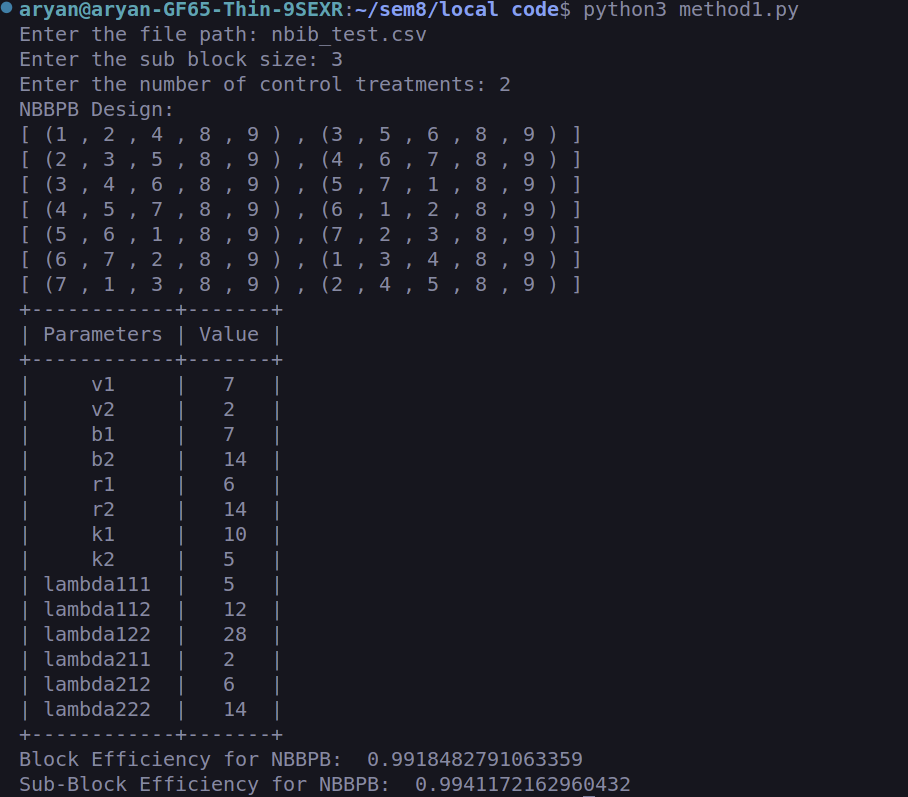 aryan@aryan-GF65-Thin-9SEXR:~/sem8/local code$ python3 method1.py
Enter the file path: nbib_test.csv
Enter the sub block size: 3
Enter the number of control treatments: 2
NBBPB Design:
[ (1 , 2 , 4 , 8 , 9 ) , (3 , 5 , 6 , 8 , 9 ) ]
[ (2 , 3 , 5 , 8 , 9 ) , (4 , 6 , 7 , 8 , 9 ) ]
[ (3 , 4 , 6 , 8 , 9 ) , (5 , 7 , 1 , 8 , 9 ) ]
[ (4 , 5 , 7 , 8 , 9 ) , (6 , 1 , 2 , 8 , 9 ) ]
[ (5 , 6 , 1 , 8 , 9 ) , (7 , 2 , 3 , 8 , 9 ) ]
[ (6 , 7 , 2 , 8 , 9 ) , (1 , 3 , 4 , 8 , 9 ) ]
[ (7 , 1 , 3 , 8 , 9 ) , (2 , 4 , 5 , 8 , 9 ) ]
+------------+-------+
| Parameters | Value |
+------------+-------+
|     v1     |   7   |
|     v2     |   2   |
|     b1     |   7   |
|     b2     |   14  |
|     r1     |   6   |
|     r2     |   14  |
|     k1     |   10  |
|     k2     |   5   |
| lambda111  |   5   |
| lambda112  |   12  |
| lambda122  |   28  |
| lambda211  |   2   |
| lambda212  |   6   |
| lambda222  |   14  |
+------------+-------+
Block Efficiency for NBBPB:  0.9918482791063359
Sub-Block Efficiency for NBBPB:  0.9941172162960432